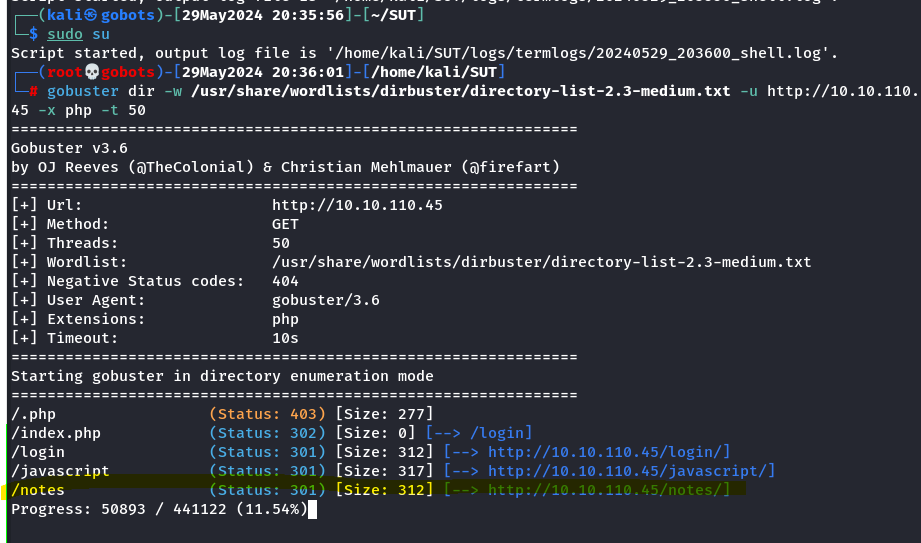 ┌──(kali㉿gobots)-[29May2024 20:35:56]-[~/SUT]
└─$ sudo su
Script started, output log file is '/home/kali/SUT/logs/termlogs/20240529_203600_shell.log'.
┌──(root💀gobots)-[29May2024 20:36:01]-[/home/kali/SUT]
└─# gobuster dir -w /usr/share/wordlists/dirbuster/directory-list-2.3-medium.txt -u http://10.10.110.
45 -x php -t 50
===============================================================
Gobuster v3.6
by OJ Reeves (@TheColonial) & Christian Mehlmauer (@firefart)
===============================================================
[+] Url:                     http://10.10.110.45
[+] Method:                  GET
[+] Threads:                 50
[+] Wordlist:                /usr/share/wordlists/dirbuster/directory-list-2.3-medium.txt
[+] Negative Status codes:   404
[+] User Agent:              gobuster/3.6
[+] Extensions:              php
[+] Timeout:                 10s
===============================================================
Starting gobuster in directory enumeration mode
===============================================================
/.php                 (Status: 403) [Size: 277]
/index.php            (Status: 302) [Size: 0] [--> /login]
/login                (Status: 301) [Size: 312] [--> http://10.10.110.45/login/]
/javascript           (Status: 301) [Size: 317] [--> http://10.10.110.45/javascript/]
/notes                (Status: 301) [Size: 312] [--> http://10.10.110.45/notes/]
Progress: 50893 / 441122 (11.54%)